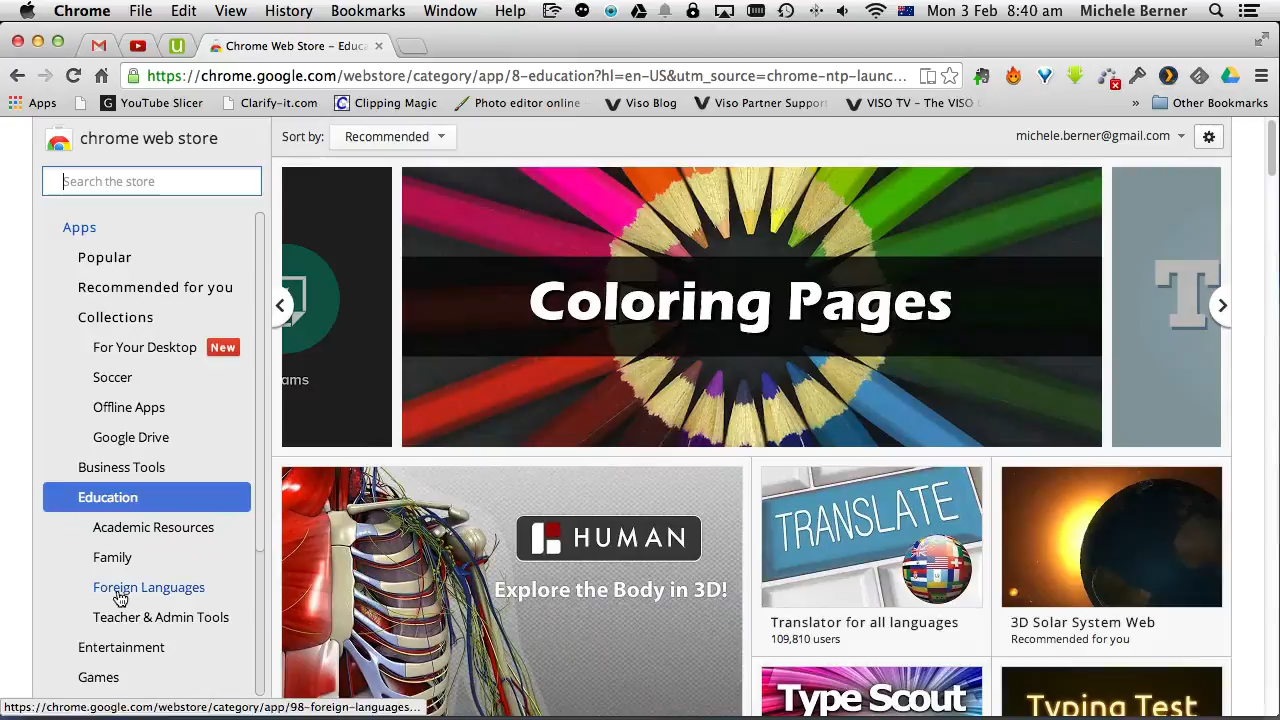 Chrome File Edit View History Bookmarks Window Help Mon 3 Feb 8:40 am Michele Berner
Chrome Web Store – Educa
https://chrome.google.com/webstore/category/app/8-education?hl=en-US&utm_source=chrome-ntp-launc...
Apps YouTube Slicer Clarify-it.com Clipping Magic Photo editor online Viso Blog Viso Partner Support VISO TV – The VISO » Other Bookmarks
chrome web store
Search the store
Apps
Popular
Recommended for you
Collections
For Your Desktop New
Soccer
Offline Apps
Google Drive
Business Tools
Education
Academic Resources
Family
Foreign Languages
Teacher & Admin Tools
Entertainment
Games
Sort by: Recommended
michele.berner@gmail.com
ams
Coloring Pages
T
HUMAN
Explore the Body in 3D!
TRANSLATE
Translator for all languages
109,810 users
3D Solar System Web
Recommended for you
Type Scout
Typing Test
https://chrome.google.com/webstore/category/app/98-foreign-languages...